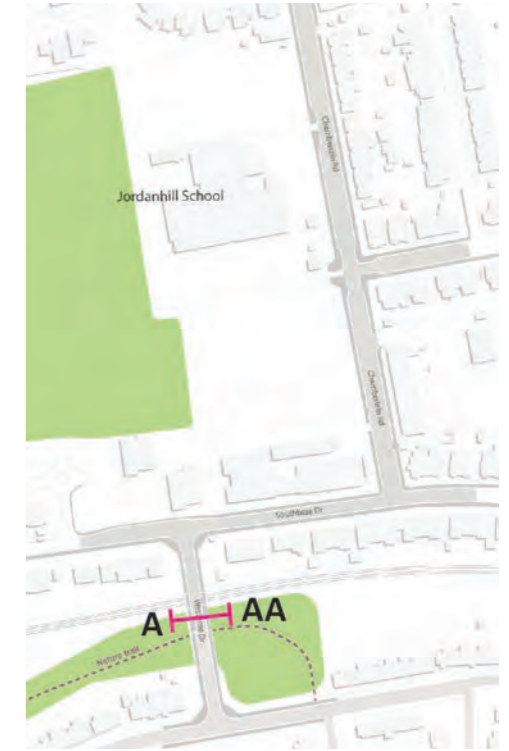 Chamberlain Rd
Jordanhill School
Chamberlain Rd
Southbrae Dr
A
AA
Nature trail